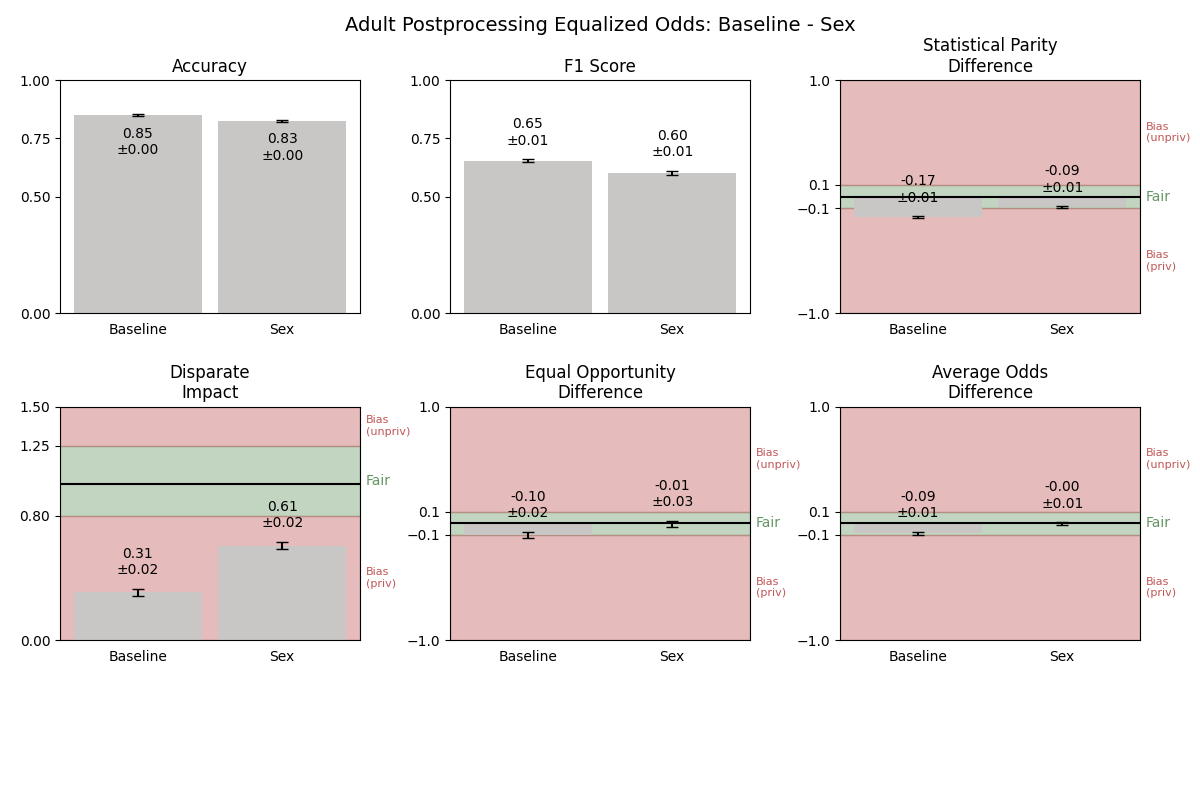 Adult Postprocessing Equalized Odds: Baseline - Sex
Accuracy
1.00
0.75
0.50
0.00
0.85
±0.00
0.83
±0.00
Baseline
Sex
F1 Score
1.00
0.75
0.50
0.00
0.65
±0.01
0.60
±0.01
Baseline
Sex
Statistical Parity
Difference
1.0
0.1
−0.1
−1.0
-0.17
±0.01
-0.09
±0.01
Bias
(unpriv)
Fair
Bias
(priv)
Baseline
Sex
Disparate
Impact
1.50
1.25
0.80
0.00
0.31
±0.02
0.61
±0.02
Bias
(unpriv)
Fair
Bias
(priv)
Baseline
Sex
Equal Opportunity
Difference
1.0
0.1
−0.1
−1.0
-0.10
±0.02
-0.01
±0.03
Bias
(unpriv)
Fair
Bias
(priv)
Baseline
Sex
Average Odds
Difference
1.0
0.1
−0.1
−1.0
-0.09
±0.01
-0.00
±0.01
Bias
(unpriv)
Fair
Bias
(priv)
Baseline
Sex